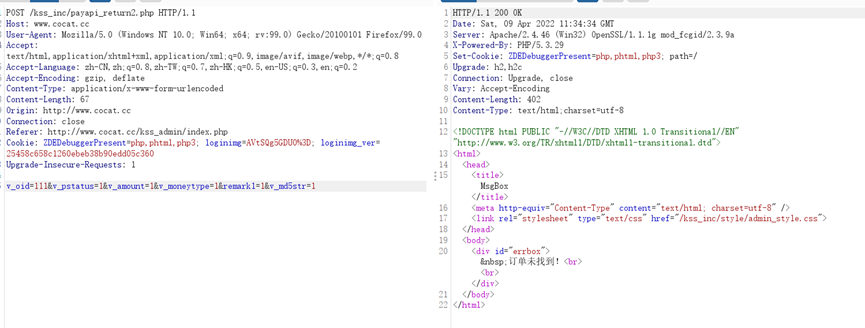 POST /kss_inc/payapi_return2.php HTTP/1.1
Host: www.cocat.cc
User-Agent: Mozilla/5.0 (Windows NT 10.0; Win64; x64; rv:99.0) Gecko/20100101 Firefox/99.0
Accept:
text/html,application/xhtml+xml,application/xml;q=0.9,image/avif,image/webp,*/*;q=0.8
Accept-Language: zh-CN,zh;q=0.8,zh-TW;q=0.7,zh-HK;q=0.5,en-US;q=0.3,en;q=0.2
Accept-Encoding: gzip, deflate
Content-Type: application/x-www-form-urlencoded
Content-Length: 67
Origin: http://www.cocat.cc
Connection: close
Referer: http://www.cocat.cc/kss_admin/index.php
Cookie: ZDEDebuggerPresent=php,phtml,php3; loginimg=AVtSQg5GDU0%3D; loginimg_ver=
25458c658c1260ebeb38b90edd05c360
Upgrade-Insecure-Requests: 1
v_oid=111&v_pstatus=1&v_amount=1&v_moneytype=1&remark1=1&v_md5str=1
1 HTTP/1.1 200 OK
2 Date: Sat, 09 Apr 2022 11:34:34 GMT
3 Server: Apache/2.4.46 (Win32) OpenSSL/1.1.1g mod_fcgid/2.3.9a
4 X-Powered-By: PHP/5.3.29
5 Set-Cookie: ZDEDebuggerPresent=php,phtml,php3; path=/
6 Upgrade: h2,h2c
7 Connection: Upgrade, close
8 Vary: Accept-Encoding
9 Content-Length: 402
10 Content-Type: text/html;charset=utf-8
11
12 <!DOCTYPE html PUBLIC "-//W3C//DTD XHTML 1.0 Transitional//EN"
"http://www.w3.org/TR/xhtml1/DTD/xhtml1-transitional.dtd">
13 <html>
14 <head>
15 <title>
MsgBox
</title>
16 <meta http-equiv="Content-Type" content="text/html; charset=utf-8" />
17 <link rel="stylesheet" type="text/css" href="/kss_inc/style/admin_style.css">
18 </head>
19 <body>
20 <div id="errbox">
&nbsp;订单未找到！<br>
<br>
</div>
21 </body>
22 </html>